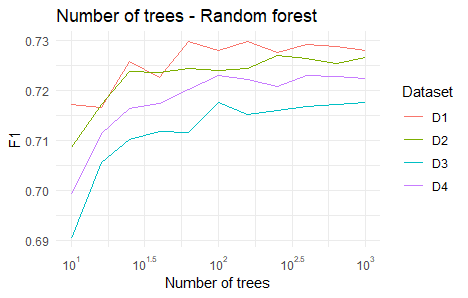 Number of trees - Random forest
0.73
0.72
0.71
0.70
0.69
F1
10^1 10^1.5 10^2 10^2.5 10^3
Number of trees
Dataset
D1
D2
D3
D4